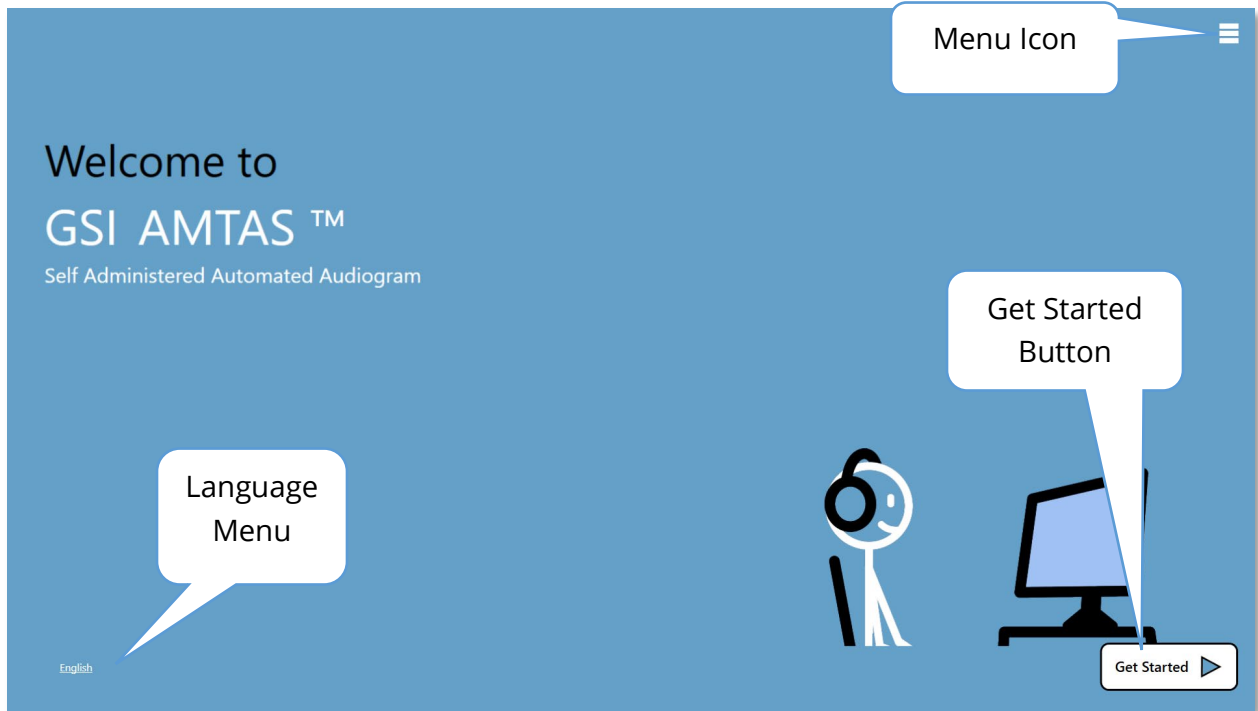 Menu Icon
Welcome to
GSI AMTAS ™
Self Administered Automated Audiogram
Get Started
Button
Language
Menu
English
Get Started